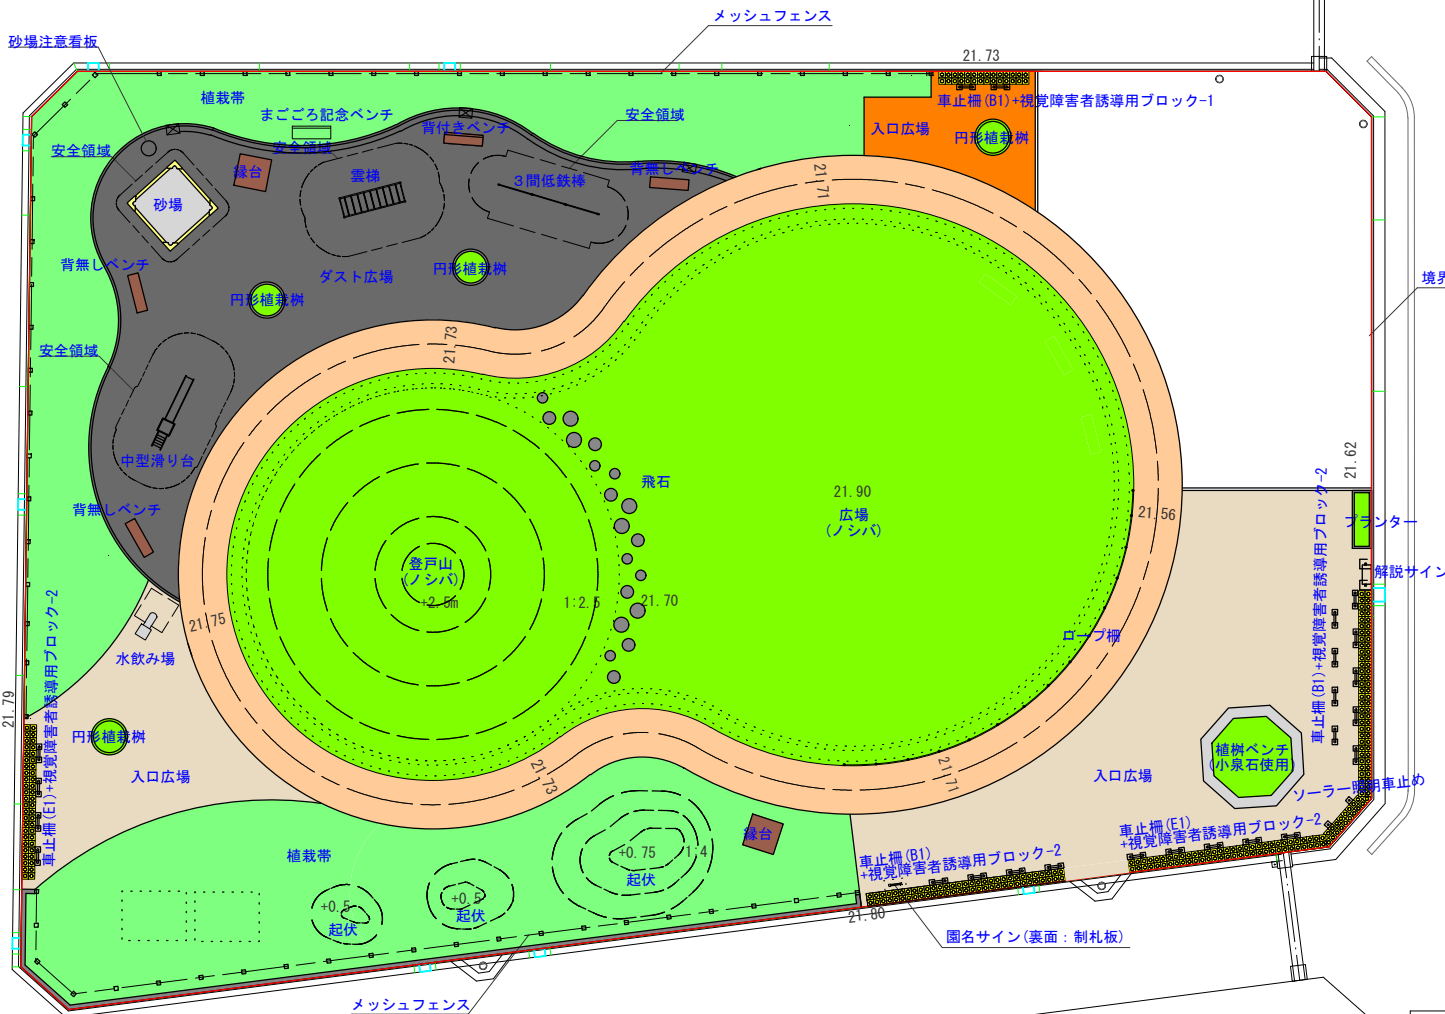 メッシュフェンス
砂場注意看板
21.73
植栽帯
まごころ記念ベンチ
背付きベンチ
安全領域
車止柵(B1)+視覚障害者誘導用ブロック-1
入口広場
円形植栽桝
安全領域
安全領域
縁台
雲梯
3間低鉄棒
背無しベンチ
21.71
砂場
背無しベンチ
ダスト広場
円形植栽桝
円形植栽桝
境界
安全領域
21.73
中型滑り台
背無しベンチ
飛石
21.90
広場
(ノシバ)
21.62
21.56
プランター
解説サイン
車止柵(B1)+視覚障害者誘導用ブロック-2
登戸山
(ノシバ)
+2.5m
1:2.5
21.70
21.75
ロープ柵
水飲み場
車止柵(E1)+視覚障害者誘導用ブロック-2
21.79
円形植栽桝
入口広場
21.73
21.71
入口広場
植桝ベンチ
(小泉石使用)
ソーラー照明車止め
車止柵(E1)
+視覚障害者誘導用ブロック-2
車止柵(B1)
+視覚障害者誘導用ブロック-2
縁台
植栽帯
+0.75
1:4
起伏
+0.5
起伏
+0.5
起伏
21.80
園名サイン(裏面：制札板)
メッシュフェンス